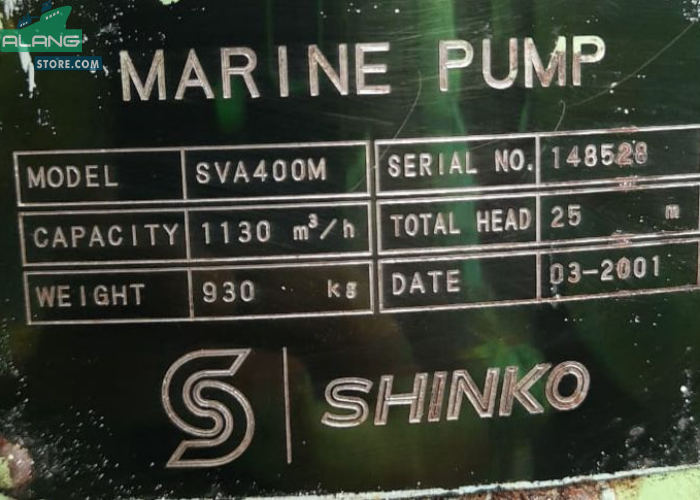 ALANG
STORE.COM
MARINE PUMP
MODEL SVA400M SERIAL NO. 148528
CAPACITY 1130 m³/h TOTAL HEAD 25 m
WEIGHT 930 kg DATE 03-2001
SHINKO